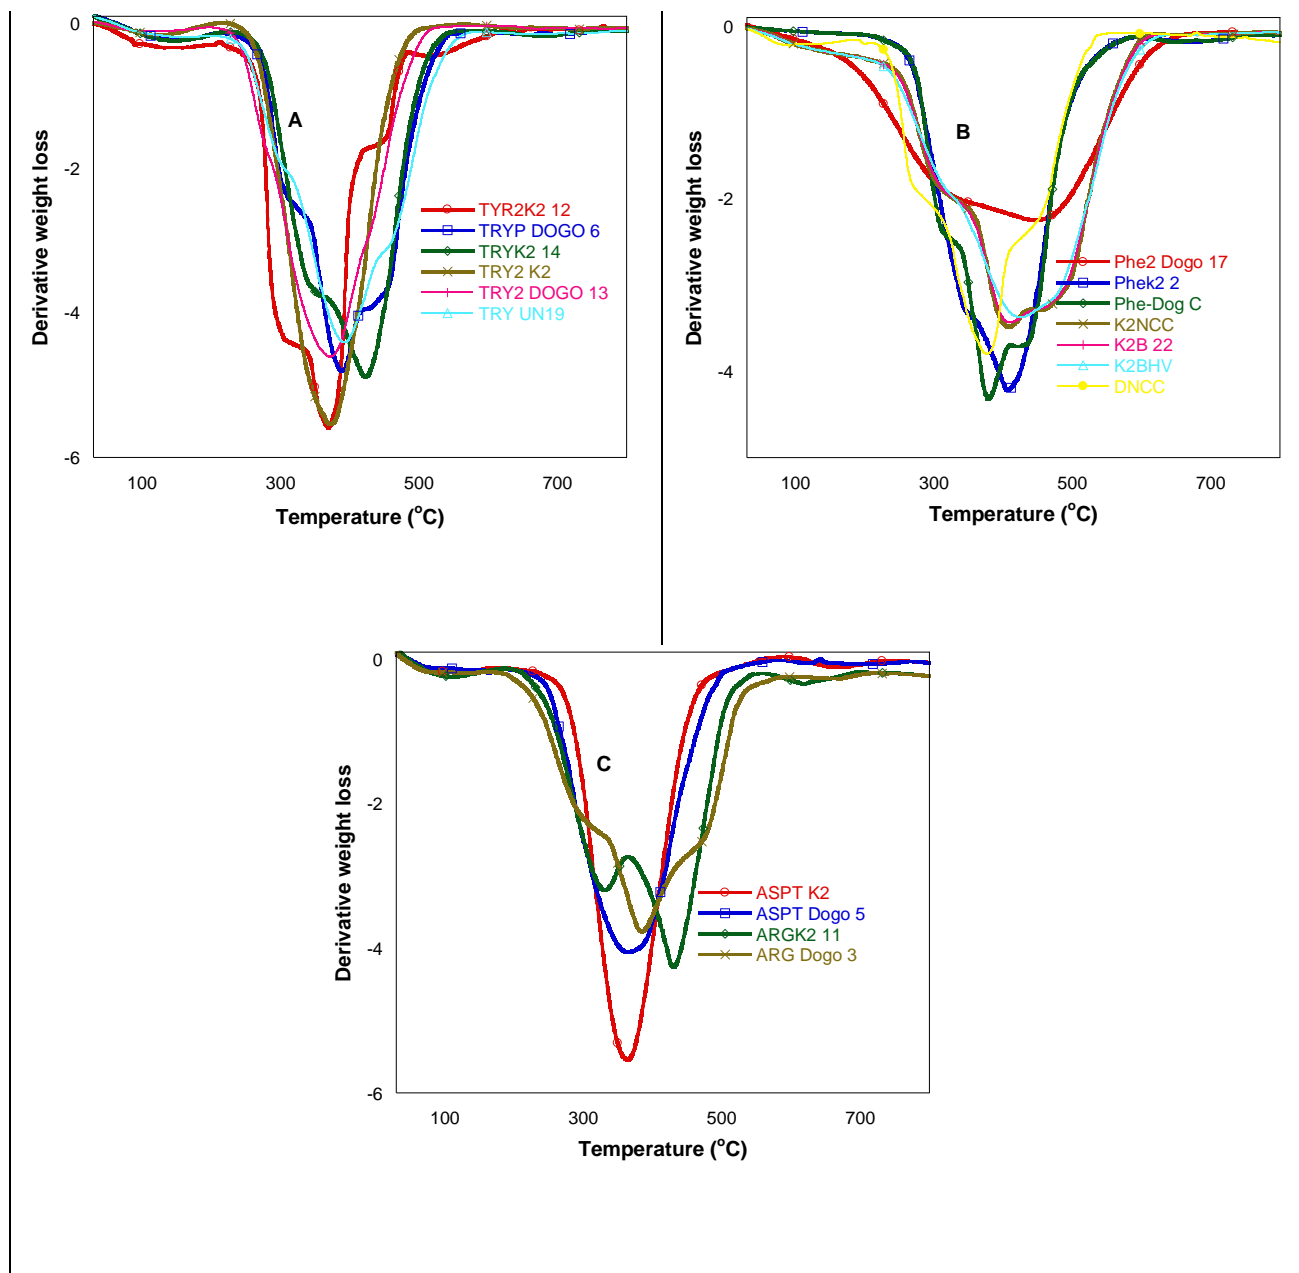 0
-2
-4
-6
100
300
500
700
Derivative weight loss
Temperature (°C)
A
TYR2K2 12
TRYP DOGO 6
TRYK2 14
TRY2 K2
TRY2 DOGO 13
TRY UN19
0
-2
-4
100
300
500
700
Derivative weight loss
Temperature (°C)
B
Phe2 Dogo 17
Phek2 2
Phe-Dog C
K2NCC
K2B 22
K2BHV
DNCC
0
-2
-4
-6
100
300
500
700
Derivative weight loss
Temperature (°C)
C
ASPT K2
ASPT Dogo 5
ARGK2 11
ARG Dogo 3